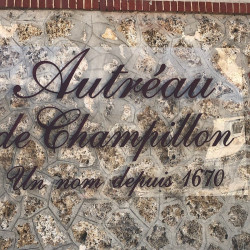 Autréau
de Champillon
Un nom depuis 1670